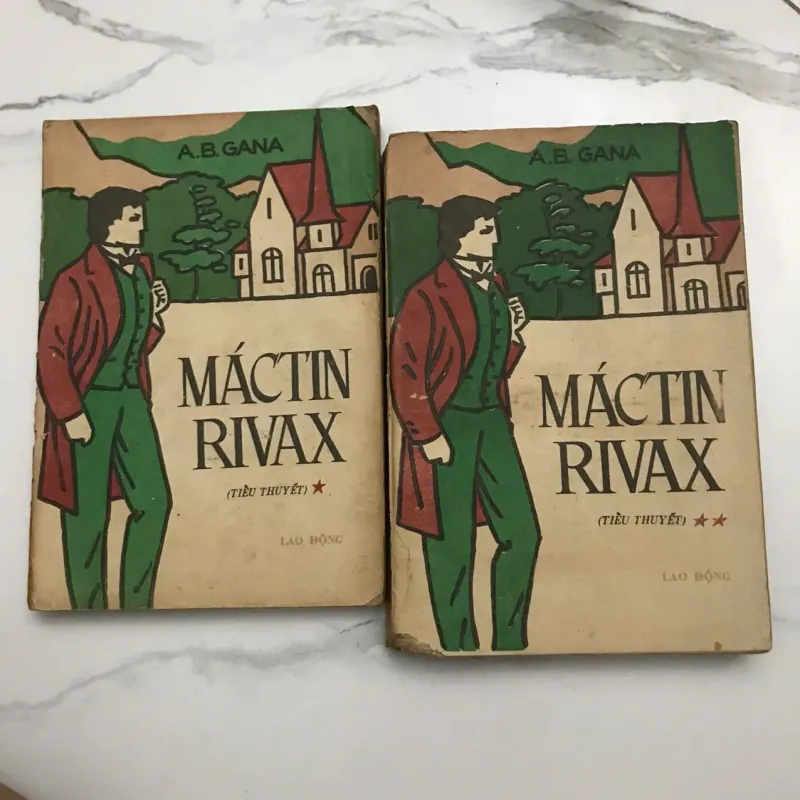 A.B. GANA
MÁCTIN
RIVAX
(TIỂU THUYẾT) ★
LAO ĐỘNG
A.B. GANA
MÁCTIN
RIVAX
(TIỂU THUYẾT) ★★
LAO ĐỘNG